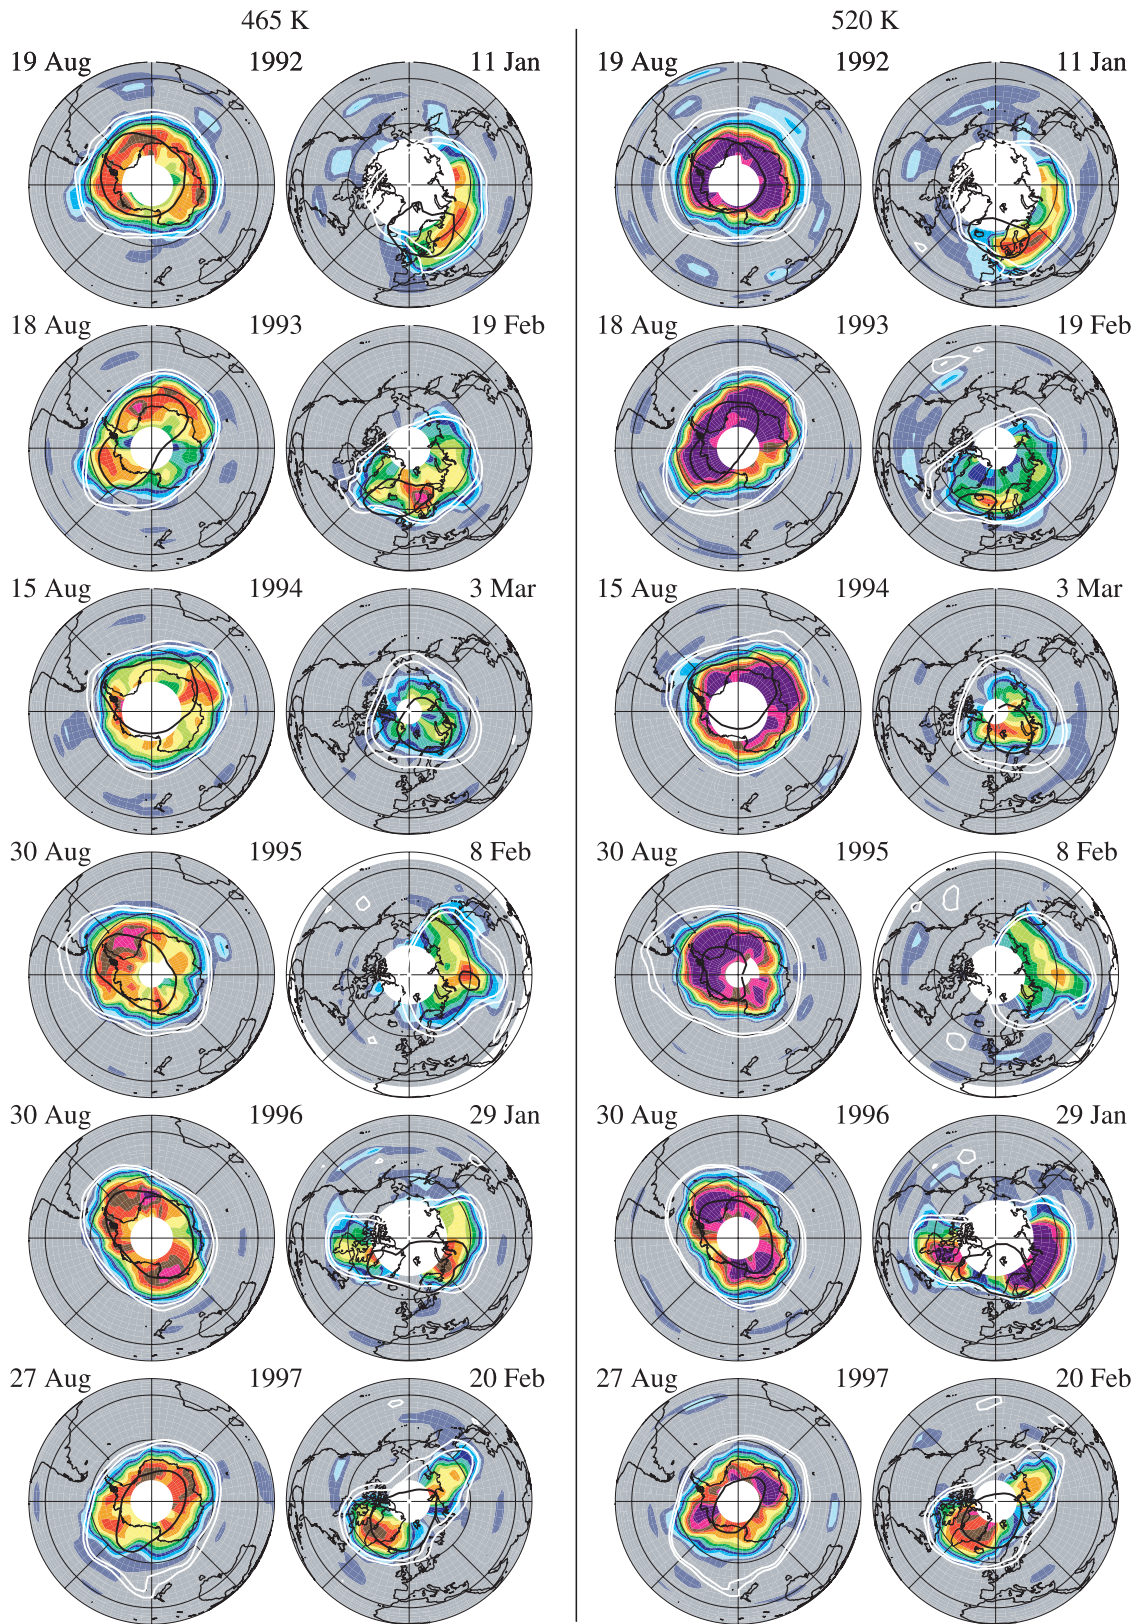 465 K 520 K
19 Aug 1992 11 Jan 19 Aug 1992 11 Jan
18 Aug 1993 19 Feb 18 Aug 1993 19 Feb
15 Aug 1994 3 Mar 15 Aug 1994 3 Mar
30 Aug 1995 8 Feb 30 Aug 1995 8 Feb
30 Aug 1996 29 Jan 30 Aug 1996 29 Jan
27 Aug 1997 20 Feb 27 Aug 1997 20 Feb